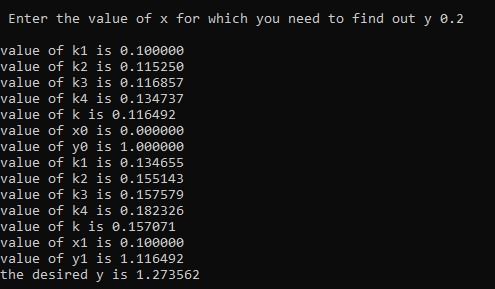 Enter the value of x for which you need to find out y 0.2
value of k1 is 0.100000
value of k2 is 0.115250
value of k3 is 0.116857
value of k4 is 0.134737
value of k is 0.116492
value of x0 is 0.000000
value of y0 is 1.000000
value of k1 is 0.134655
value of k2 is 0.155143
value of k3 is 0.157579
value of k4 is 0.182326
value of k is 0.157071
value of x1 is 0.100000
value of y1 is 1.116492
the desired y is 1.273562